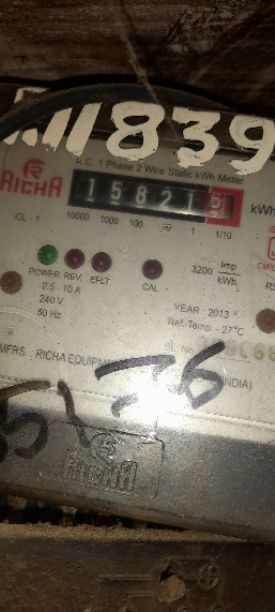 11839
A.C. 1 Phase 2 Wire Static kWh Meter
RICHA
15821
kWh
CL - 1
10000 1000 100 1 1/10
POWER REV. EFLT
CAL
3200 Imp/kWh
2.5 - 10 A
240 V
50 Hz.
YEAR - 2013
Ref. Temp. - 27°C
SL No.
MFRS. : RICHA EQUIPM
INDIA)
RICHA